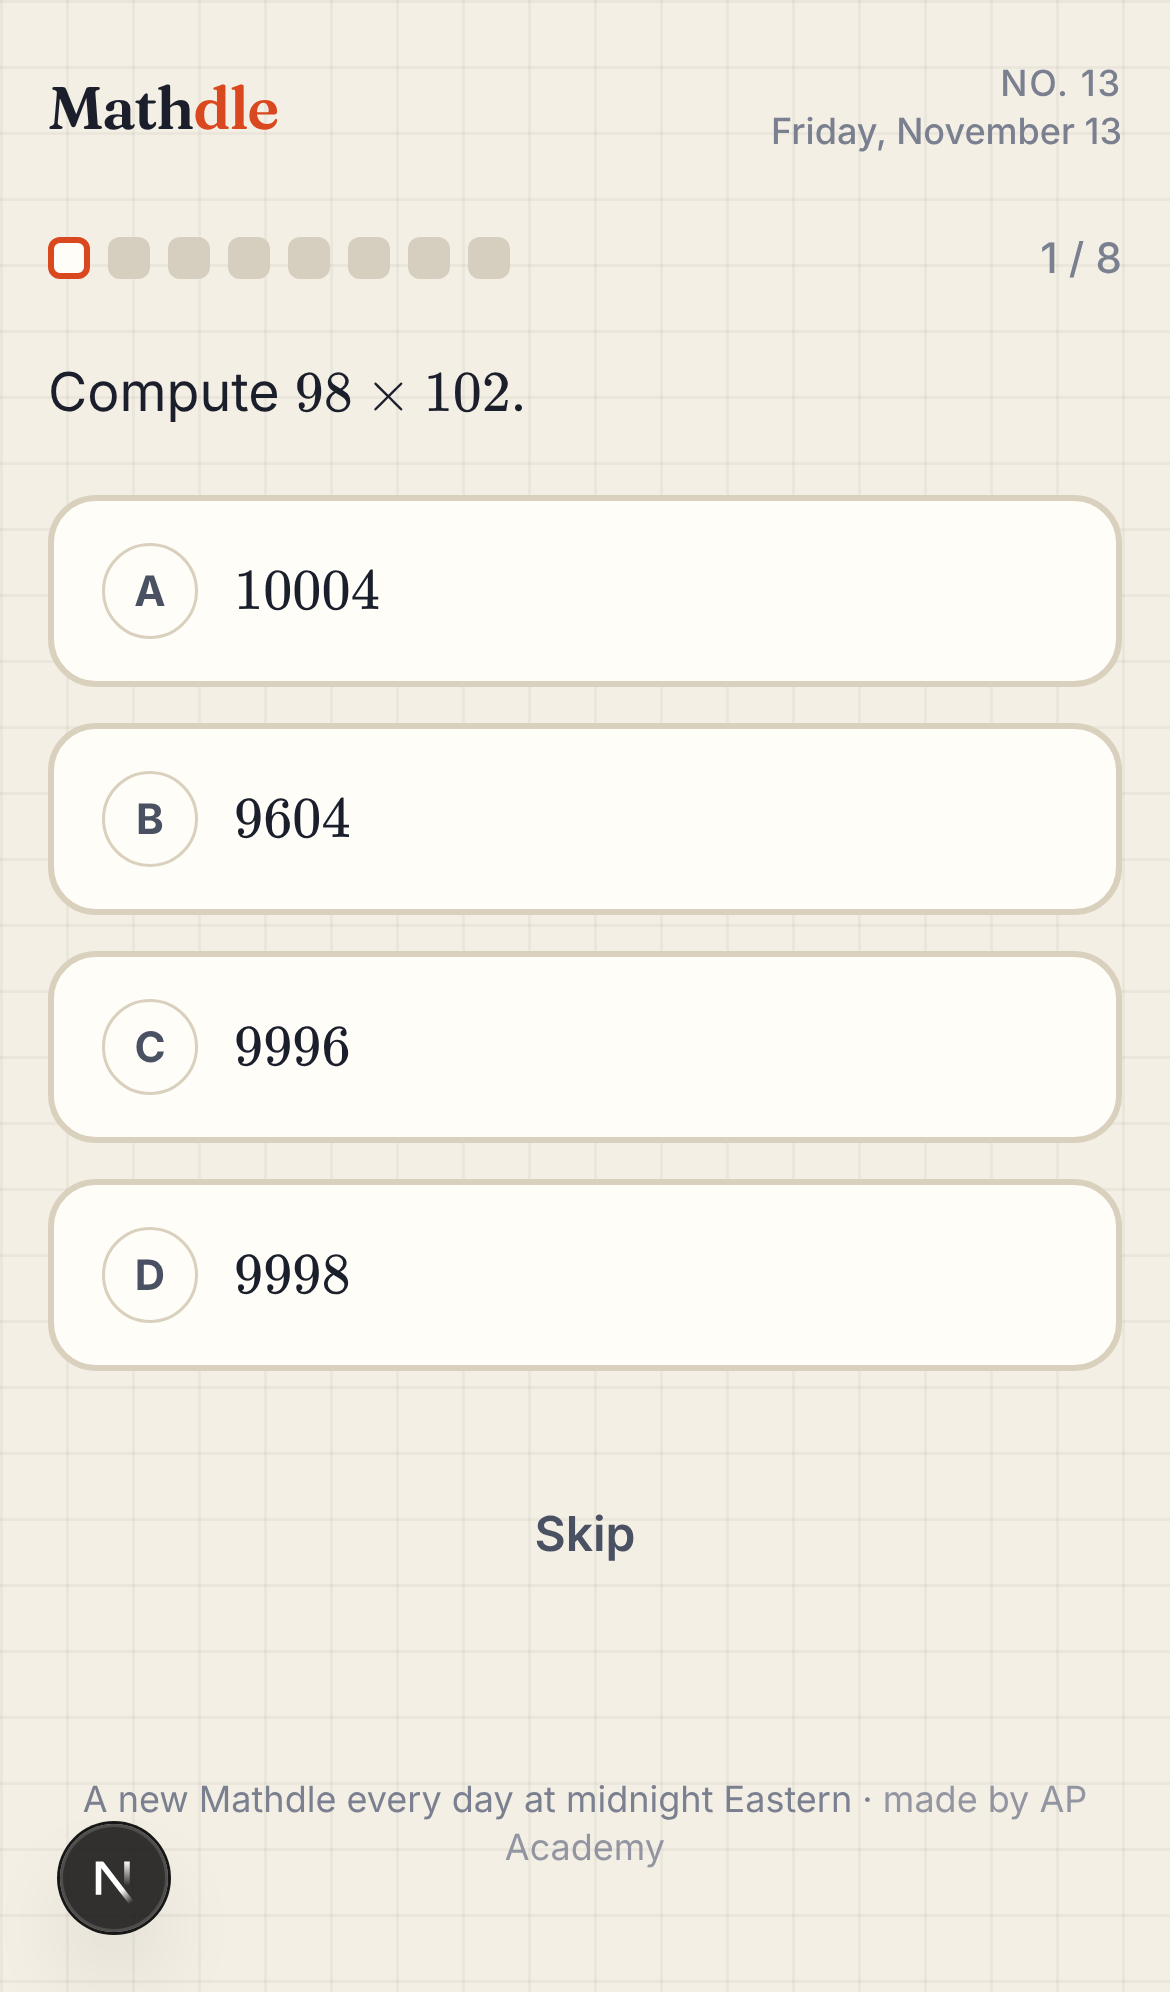 Mathdle
NO. 13
Friday, November 13
1 / 8
Compute 98 × 102.
A 10004
B 9604
C 9996
D 9998
Skip
A new Mathdle every day at midnight Eastern · made by AP
Academy
N